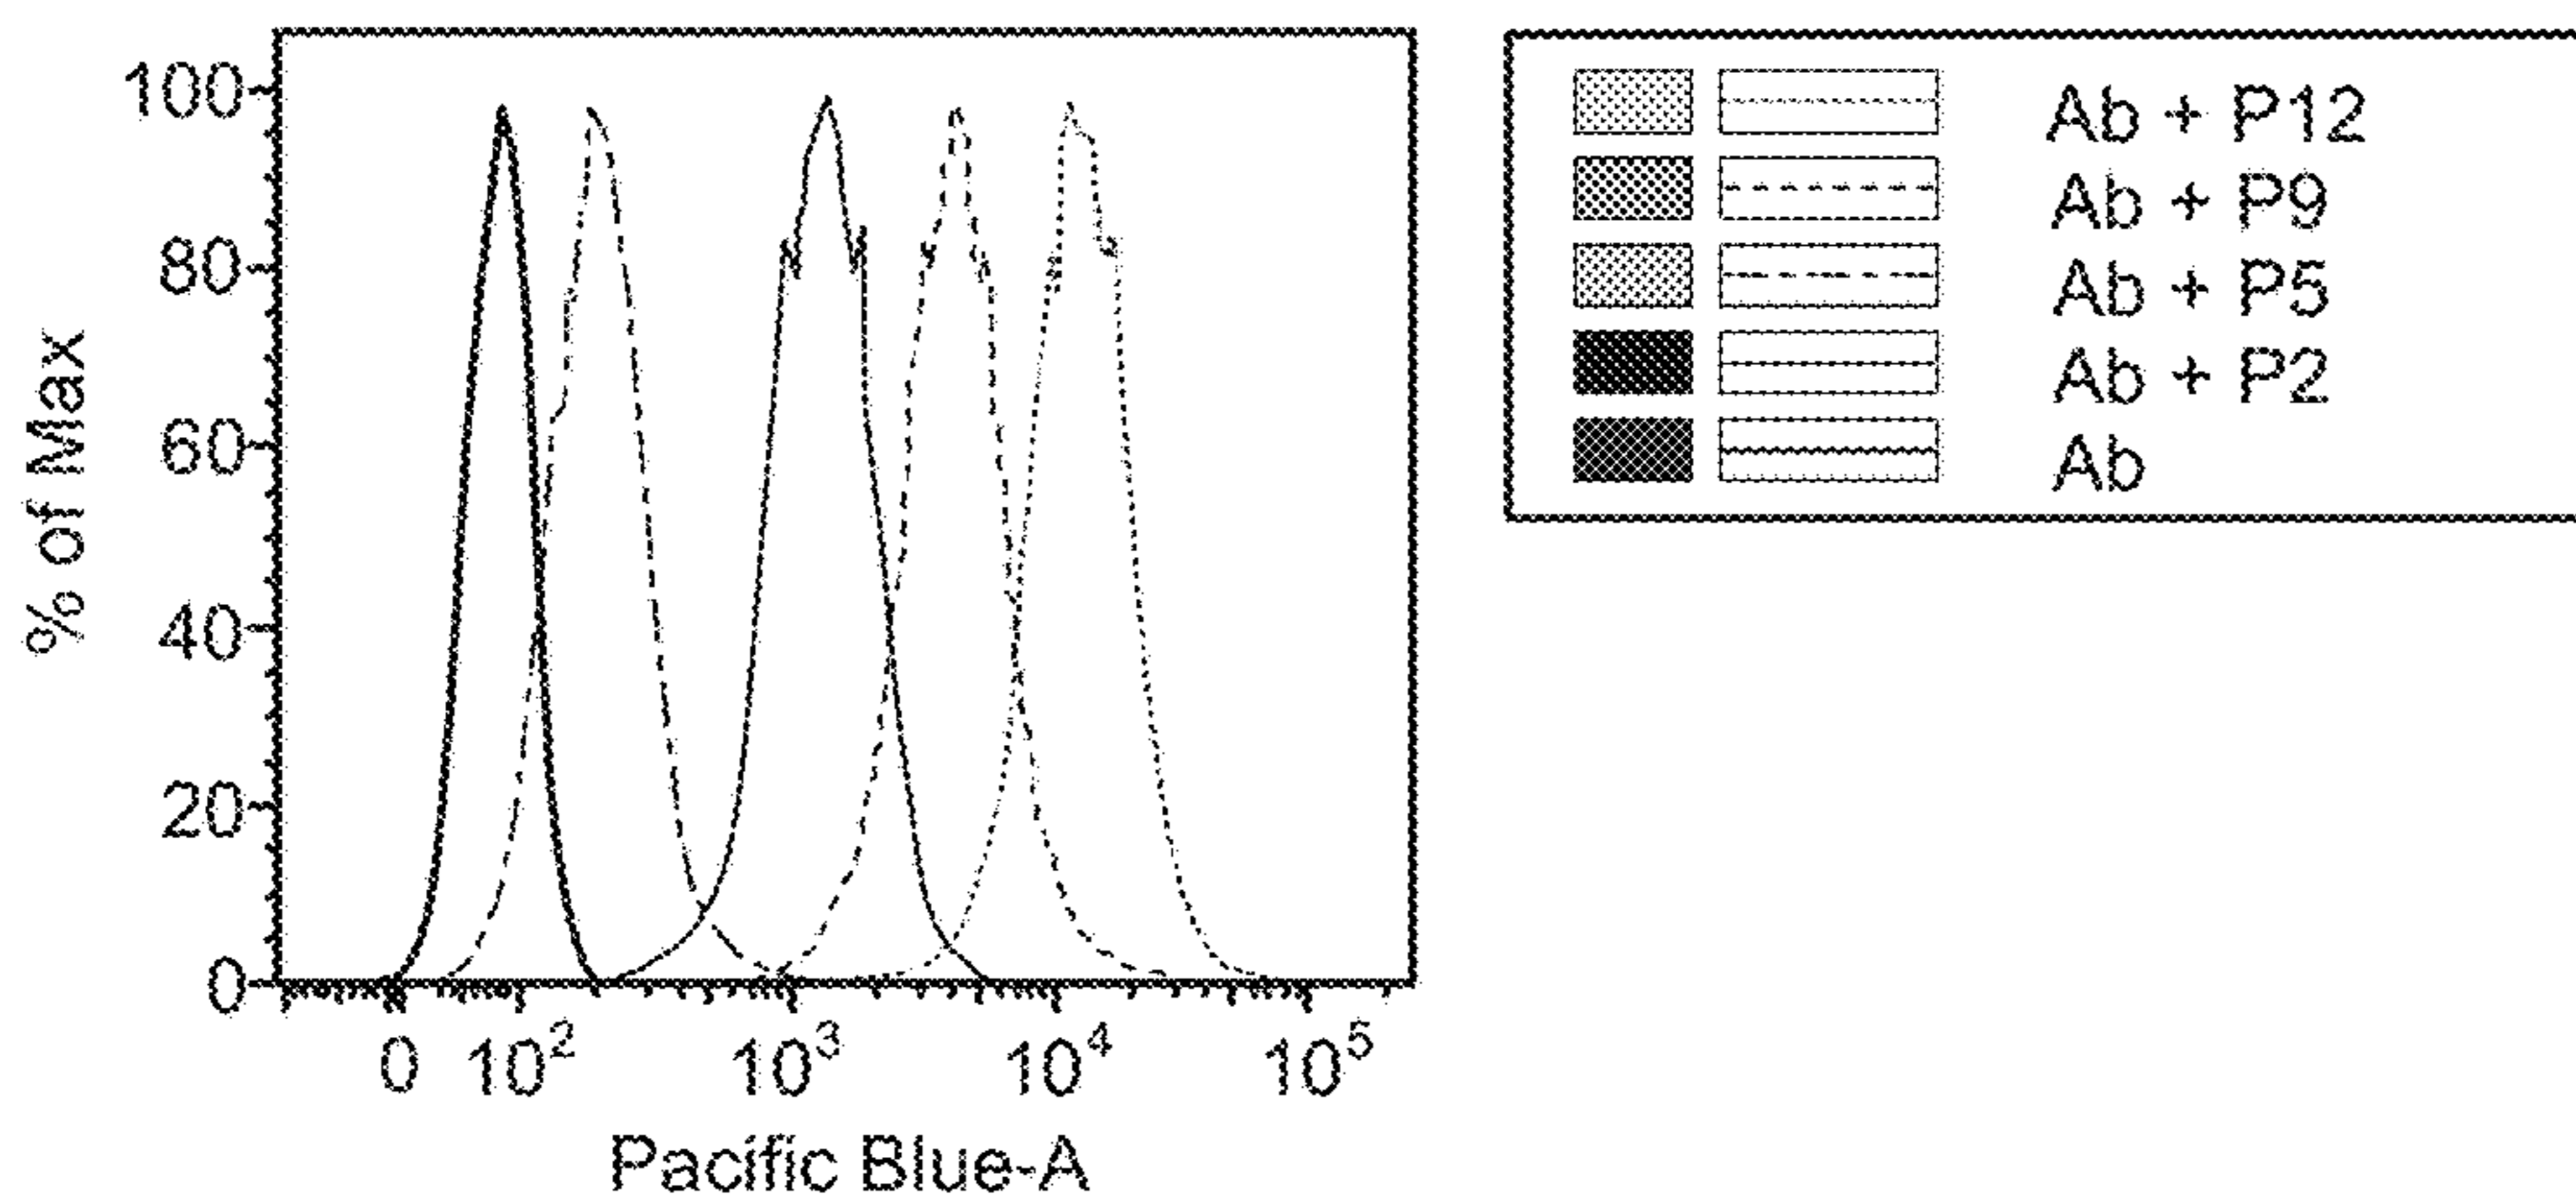 100
80
60
40
20
0
% of Max
0 10² 10³ 10⁴ 10⁵
Pacific Blue-A
Ab + P12
Ab + P9
Ab + P5
Ab + P2
Ab